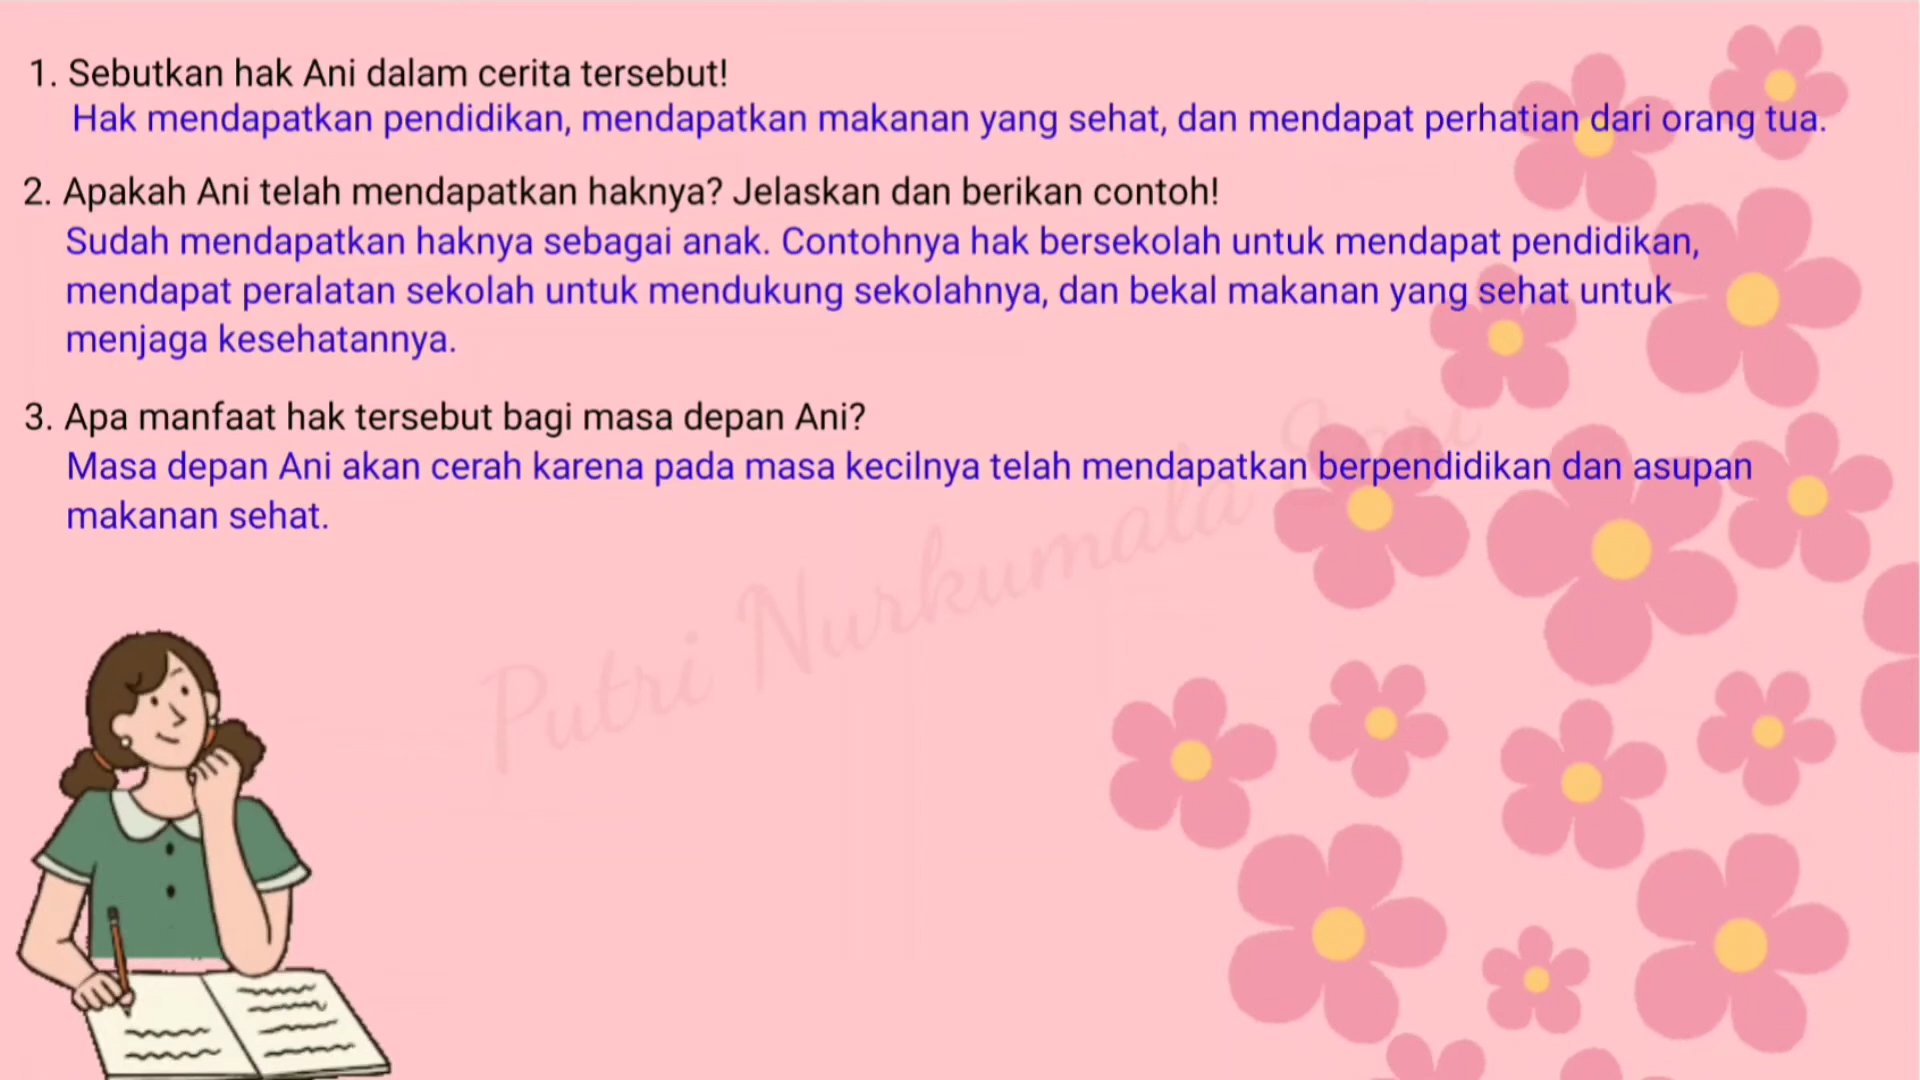 1. Sebutkan hak Ani dalam cerita tersebut!
Hak mendapatkan pendidikan, mendapatkan makanan yang sehat, dan mendapat perhatian dari orang tua.
2. Apakah Ani telah mendapatkan haknya? Jelaskan dan berikan contoh!
Sudah mendapatkan haknya sebagai anak. Contohnya hak bersekolah untuk mendapat pendidikan,
mendapat peralatan sekolah untuk mendukung sekolahnya, dan bekal makanan yang sehat untuk
menjaga kesehatannya.
3. Apa manfaat hak tersebut bagi masa depan Ani?
Masa depan Ani akan cerah karena pada masa kecilnya telah mendapatkan berpendidikan dan asupan
makanan sehat.
Putri Nurkumala Sari